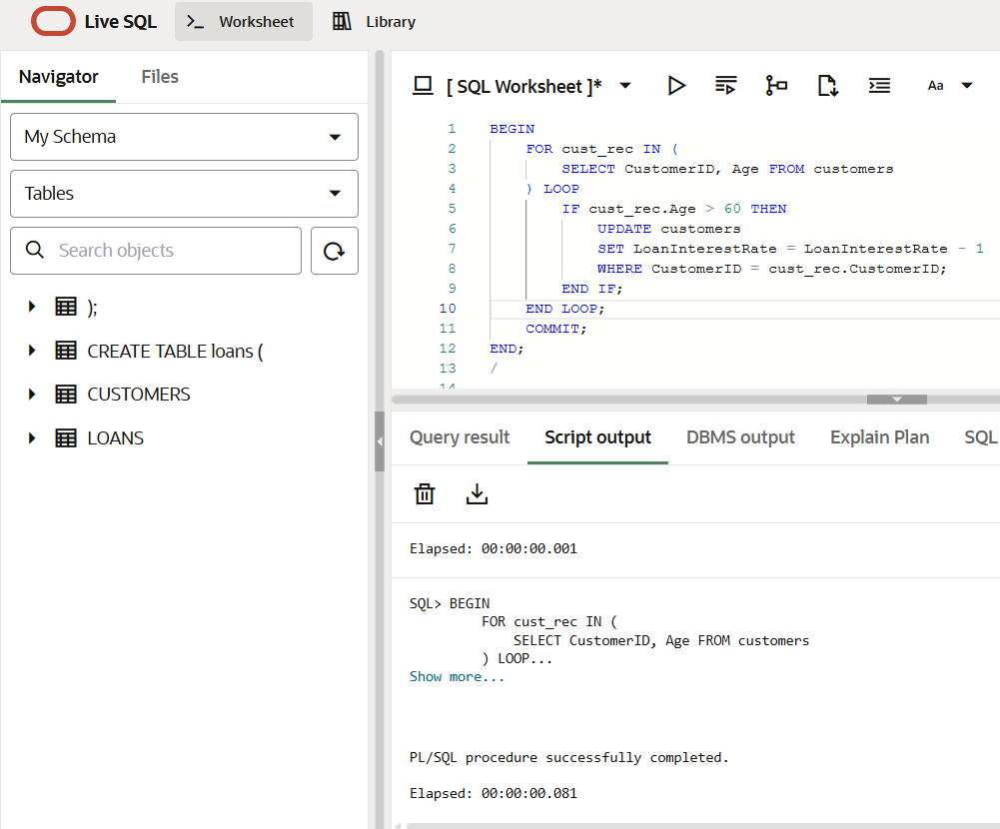 Live SQL
>_ Worksheet
Library
Navigator
Files
My Schema
Tables
Search objects
);
CREATE TABLE loans (
CUSTOMERS
LOANS
[ SQL Worksheet ]*
Aa
1 BEGIN
2     FOR cust_rec IN (
3         SELECT CustomerID, Age FROM customers
4     ) LOOP
5         IF cust_rec.Age > 60 THEN
6             UPDATE customers
7             SET LoanInterestRate = LoanInterestRate - 1
8             WHERE CustomerID = cust_rec.CustomerID;
9         END IF;
10     END LOOP;
11     COMMIT;
12 END;
13 /
14
Query result
Script output
DBMS output
Explain Plan
SQL
Elapsed: 00:00:00.001
SQL> BEGIN
         FOR cust_rec IN (
             SELECT CustomerID, Age FROM customers
         ) LOOP...
Show more...
PL/SQL procedure successfully completed.
Elapsed: 00:00:00.081